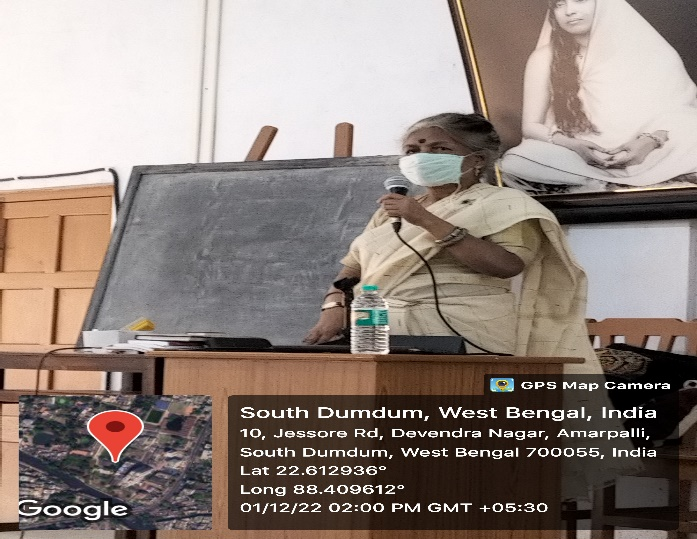 GPS Map Camera
South Dumdum, West Bengal, India
10, Jessore Rd, Devendra Nagar, Amarpalli,
South Dumdum, West Bengal 700055, India
Lat 22.612936°
Long 88.409612°
01/12/22 02:00 PM GMT +05:30
Google